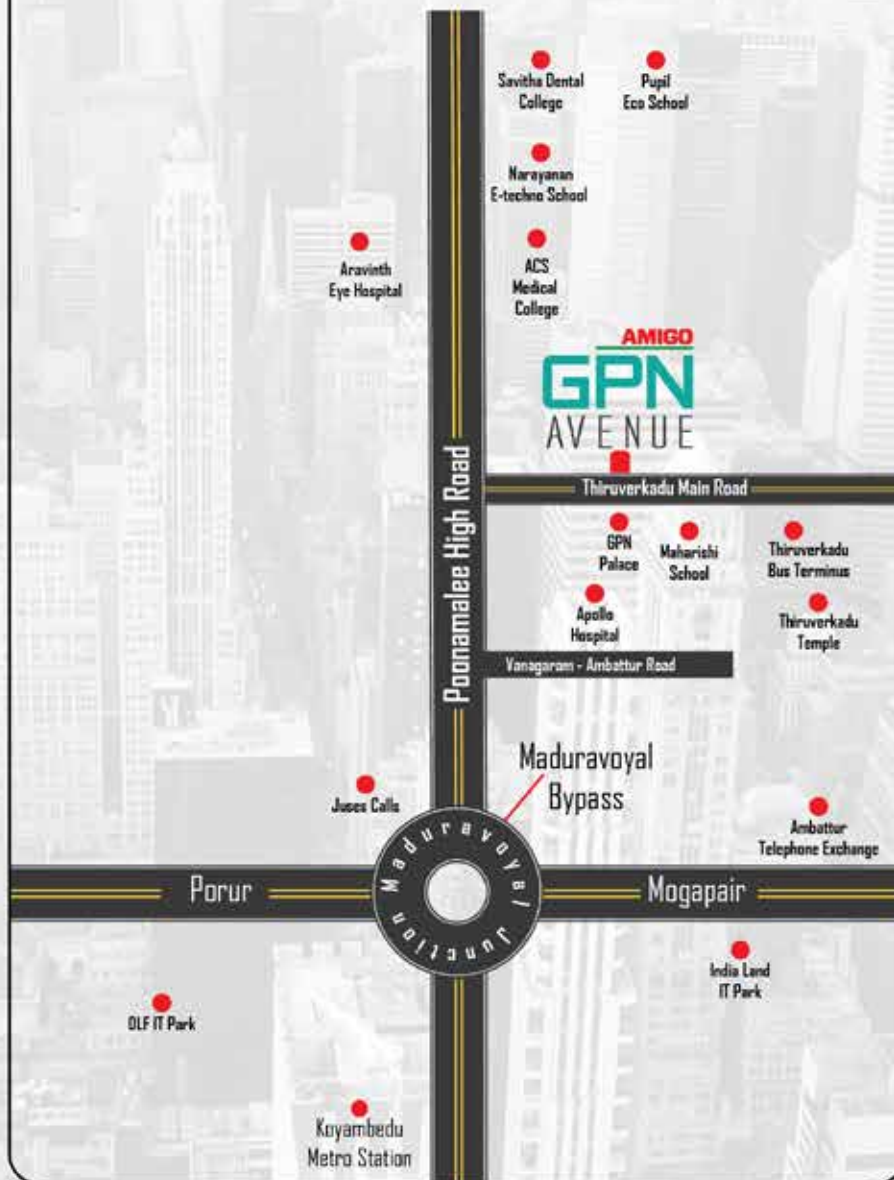 Savitha Dental
College
Pupil
Eco School
Narayanan
E-techno School
Aravinth
Eye Hospital
ACS
Medical
College
AMIGO
GPN
AVENUE
Poonamalee High Road
Thiruverkadu Main Road
GPN
Palace
Maharishi
School
Thiruverkadu
Bus Terminus
Apollo
Hospital
Thiruverkadu
Temple
Vanagaram - Ambattur Road
Maduravoyal
Bypass
Juses Calls
Ambattur
Telephone Exchange
Maduravoyal Junction
Porur
Mogapair
India Land
IT Park
DLF IT Park
Koyambedu
Metro Station